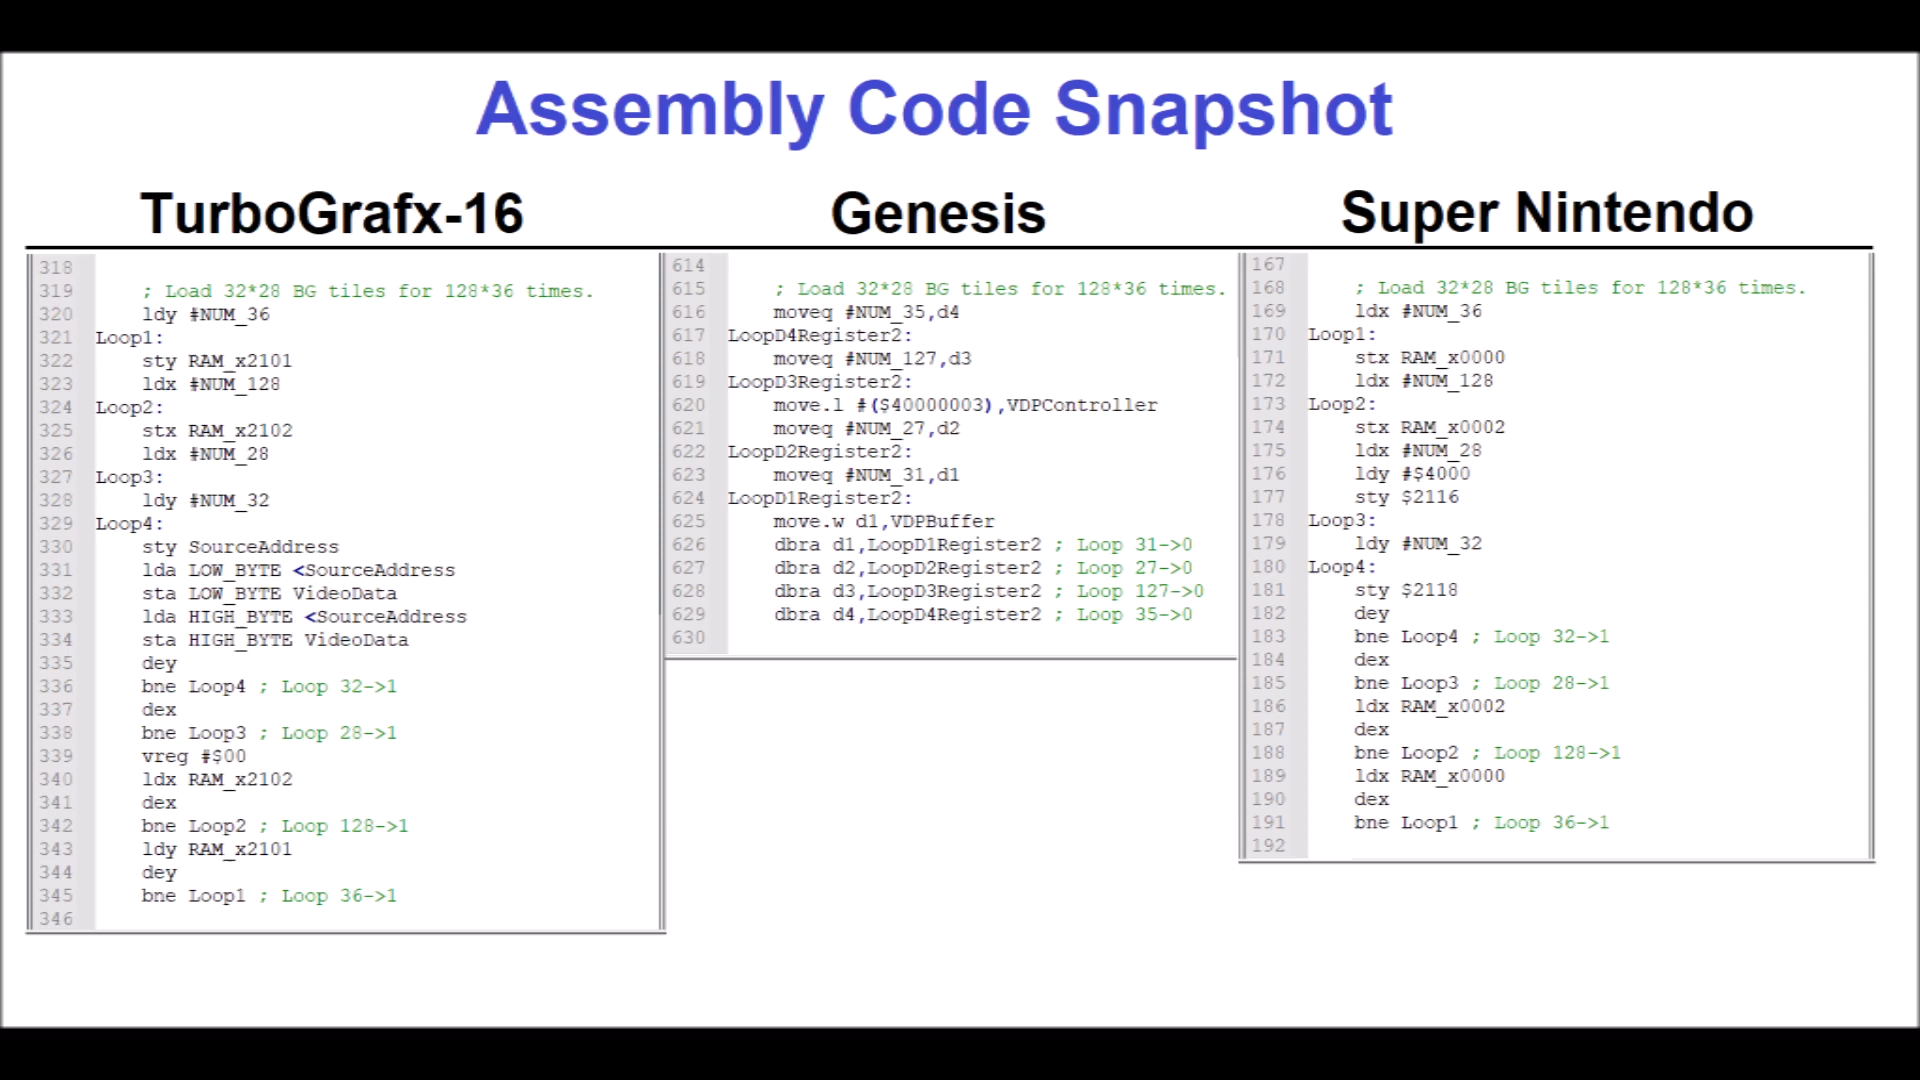 Assembly Code Snapshot
TurboGrafx-16
318
319 ; Load 32*28 BG tiles for 128*36 times.
320 ldy #NUM_36
321 Loop1:
322 sty RAM_x2101
323 ldx #NUM_128
324 Loop2:
325 stx RAM_x2102
326 ldx #NUM_28
327 Loop3:
328 ldy #NUM_32
329 Loop4:
330 sty SourceAddress
331 lda LOW_BYTE <SourceAddress
332 sta LOW_BYTE VideoData
333 lda HIGH_BYTE <SourceAddress
334 sta HIGH_BYTE VideoData
335 dey
336 bne Loop4 ; Loop 32->1
337 dex
338 bne Loop3 ; Loop 28->1
339 vreg #$00
340 ldx RAM_x2102
341 dex
342 bne Loop2 ; Loop 128->1
343 ldy RAM_x2101
344 dey
345 bne Loop1 ; Loop 36->1
346
Genesis
614
615 ; Load 32*28 BG tiles for 128*36 times.
616 moveq #NUM_35,d4
617 LoopD4Register2:
618 moveq #NUM_127,d3
619 LoopD3Register2:
620 move.l #($40000003),VDPController
621 moveq #NUM_27,d2
622 LoopD2Register2:
623 moveq #NUM_31,d1
624 LoopD1Register2:
625 move.w d1,VDPBuffer
626 dbra d1,LoopD1Register2 ; Loop 31->0
627 dbra d2,LoopD2Register2 ; Loop 27->0
628 dbra d3,LoopD3Register2 ; Loop 127->0
629 dbra d4,LoopD4Register2 ; Loop 35->0
630
Super Nintendo
167
168 ; Load 32*28 BG tiles for 128*36 times.
169 ldx #NUM_36
170 Loop1:
171 stx RAM_x0000
172 ldx #NUM_128
173 Loop2:
174 stx RAM_x0002
175 ldx #NUM_28
176 ldy #$4000
177 sty $2116
178 Loop3:
179 ldy #NUM_32
180 Loop4:
181 sty $2118
182 dey
183 bne Loop4 ; Loop 32->1
184 dex
185 bne Loop3 ; Loop 28->1
186 ldx RAM_x0002
187 dex
188 bne Loop2 ; Loop 128->1
189 ldx RAM_x0000
190 dex
191 bne Loop1 ; Loop 36->1
192